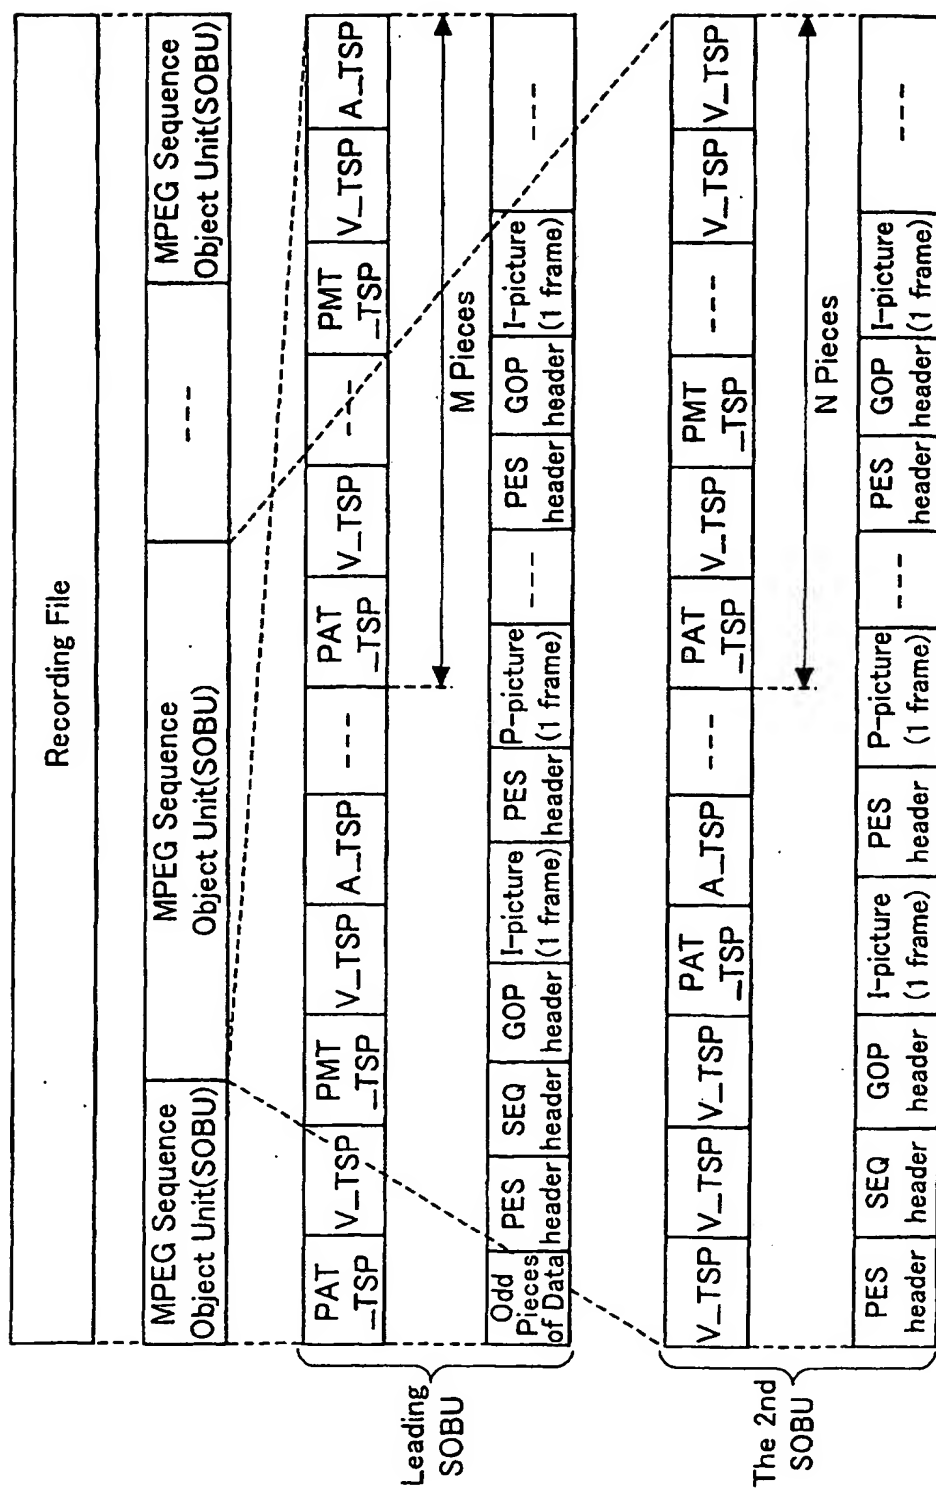 Recording File
MPEG Sequence
Object Unit(SOBU)
MPEG Sequence
Object Unit(SOBU)
---
MPEG Sequence
Object Unit(SOBU)
Leading
SOBU
PAT
_TSP
V_TSP
PMT
_TSP
V_TSP
A_TSP
---
PAT
_TSP
V_TSP
---
PMT
_TSP
V_TSP
A_TSP
M Pieces
Odd
Pieces
of Data
PES
header
SEQ
header
GOP
header
I-picture
(1 frame)
PES
header
P-picture
(1 frame)
---
PES
header
GOP
header
I-picture
(1 frame)
---
The 2nd
SOBU
V_TSP
V_TSP
V_TSP
PAT
_TSP
A_TSP
---
PAT
_TSP
V_TSP
PMT
_TSP
---
V_TSP
V_TSP
N Pieces
PES
header
SEQ
header
GOP
header
I-picture
(1 frame)
PES
header
P-picture
(1 frame)
---
PES
header
GOP
header
I-picture
(1 frame)
---